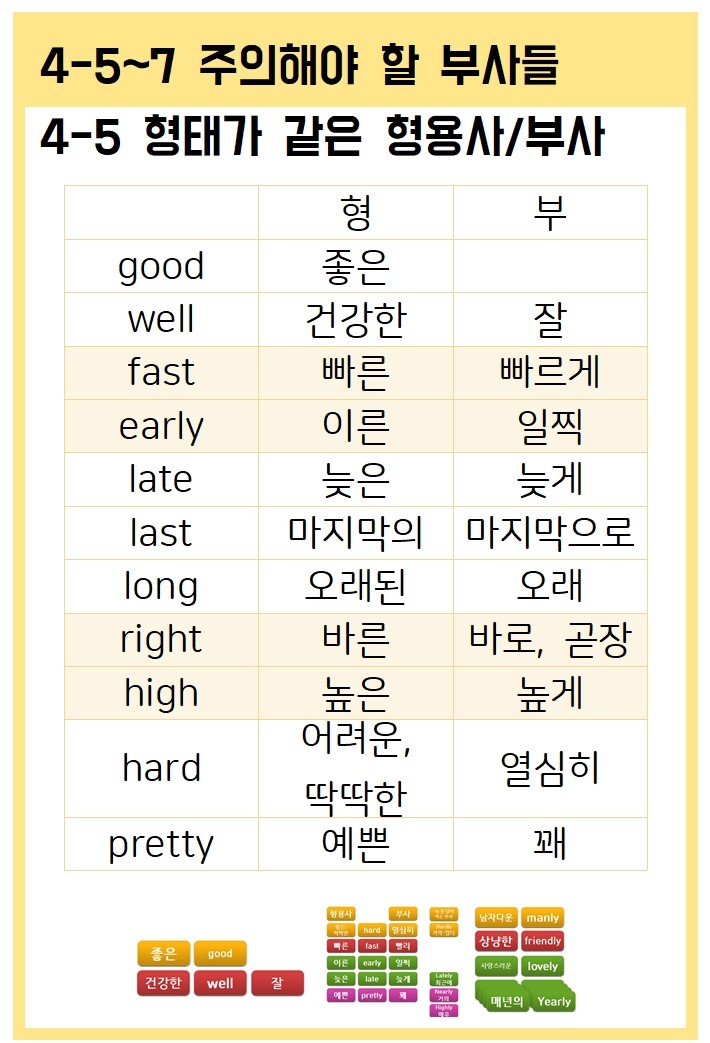 4-5~7 주의해야 할 부사들
4-5 형태가 같은 형용사/부사
형 부
good 좋은
well 건강한 잘
fast 빠른 빠르게
early 이른 일찍
late 늦은 늦게
last 마지막의 마지막으로
long 오래된 오래
right 바른 바로, 곧장
high 높은 높게
hard 어려운, 딱딱한 열심히
pretty 예쁜 꽤
좋은 good
건강한 well 잘
형용사 부사
hard 열심히
빠른 fast 빨리
이른 early 일찍
늦은 late 늦게
예쁜 pretty 꽤
Hardly
Lately
최근에
Nearly
거의
Highly
매우
남자다운 manly
상냥한 friendly
사랑스러운 lovely
매년의 Yearly